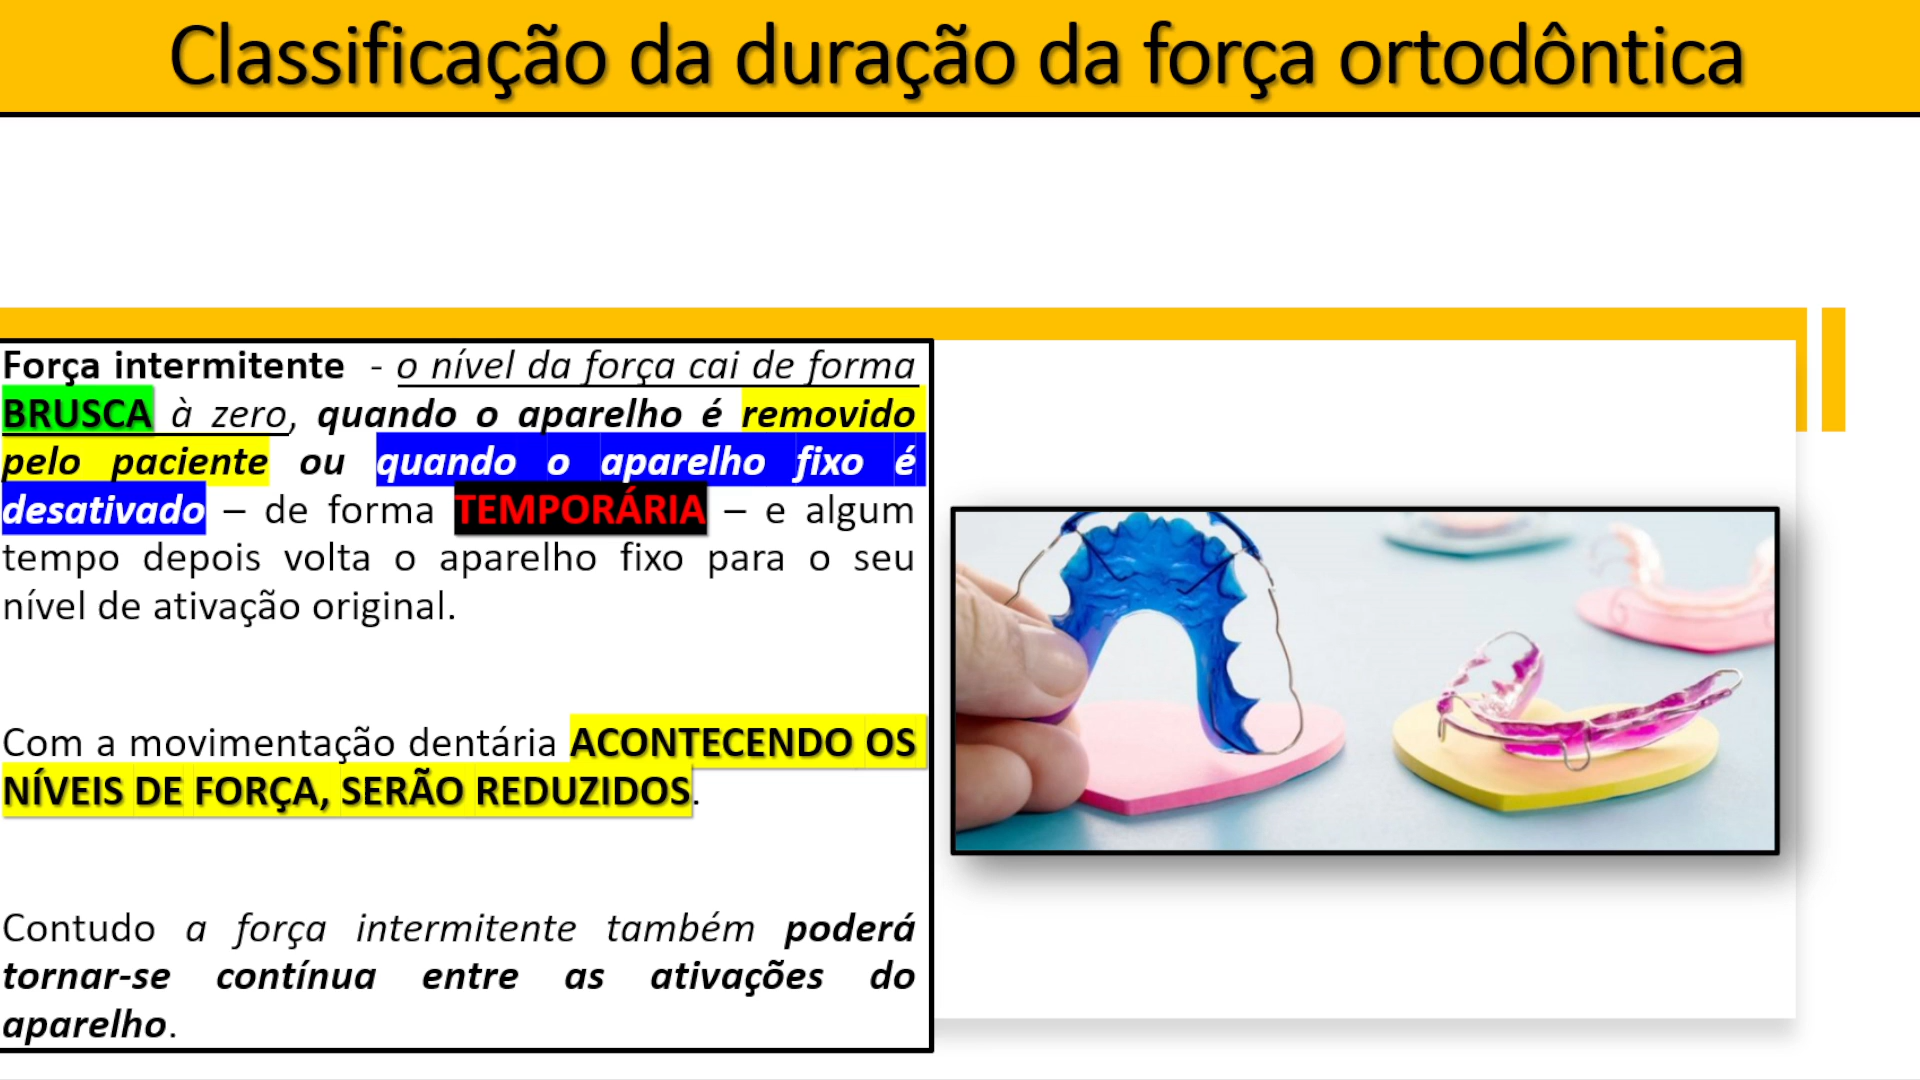 Classificação da duração da força ortodôntica
Força intermitente - o nível da força cai de forma
BRUSCA à zero, quando o aparelho é removido
pelo paciente ou quando o aparelho fixo é
desativado – de forma TEMPORÁRIA – e algum
tempo depois volta o aparelho fixo para o seu
nível de ativação original.
Com a movimentação dentária ACONTECENDO OS
NÍVEIS DE FORÇA, SERÃO REDUZIDOS.
Contudo a força intermitente também poderá
tornar-se contínua entre as ativações do
aparelho.